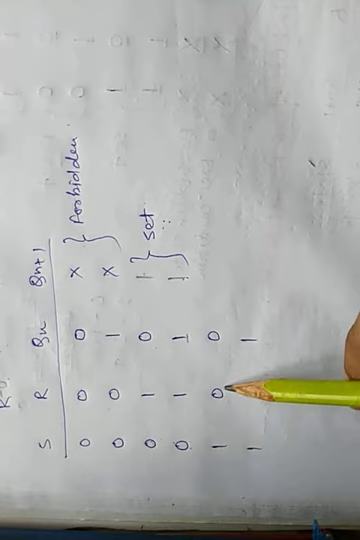 S R Qn Qn+1
0 0 0 X } forbidden
0 0 1 X
0 1 0 1 } set
0 1 1 1
1 0 0
1 1